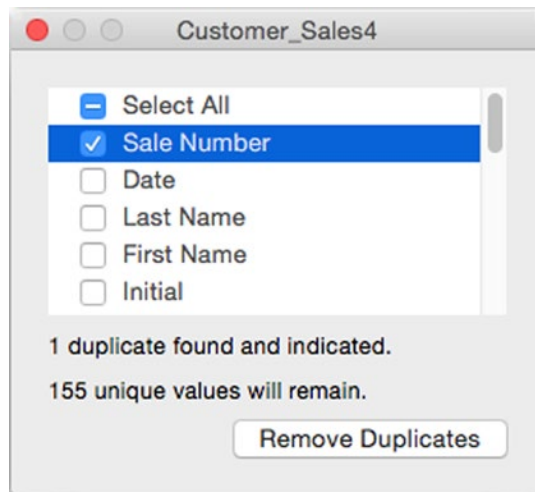 Customer_Sales4
Select All
Sale Number
Date
Last Name
First Name
Initial
1 duplicate found and indicated.
155 unique values will remain.
Remove Duplicates